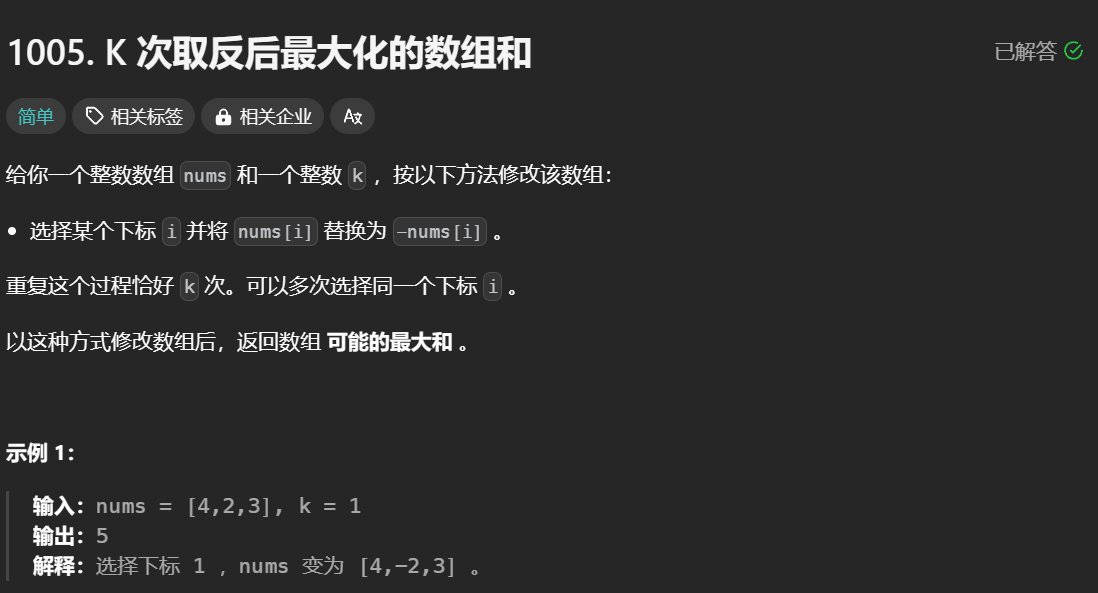 1005. K 次取反后最大化的数组和
已解答
简单 相关标签 相关企业 Ax
给你一个整数数组 nums 和一个整数 k ，按以下方法修改该数组：
选择某个下标 i 并将 nums[i] 替换为 -nums[i] 。
重复这个过程恰好 k 次。可以多次选择同一个下标 i 。
以这种方式修改数组后，返回数组 可能的最大和 。
示例 1：
输入：nums = [4,2,3], k = 1
输出：5
解释：选择下标 1 ，nums 变为 [4,-2,3] 。